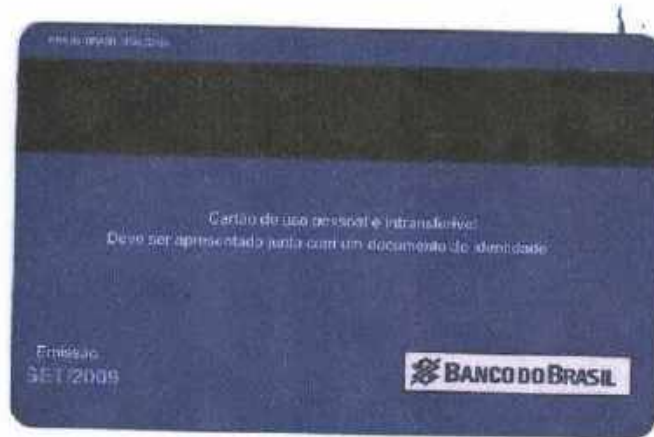 Cartão de uso pessoal e intransferível
Deve ser apresentado junto com um documento de identidade
Emissão
SET/2009
BANCO DO BRASIL